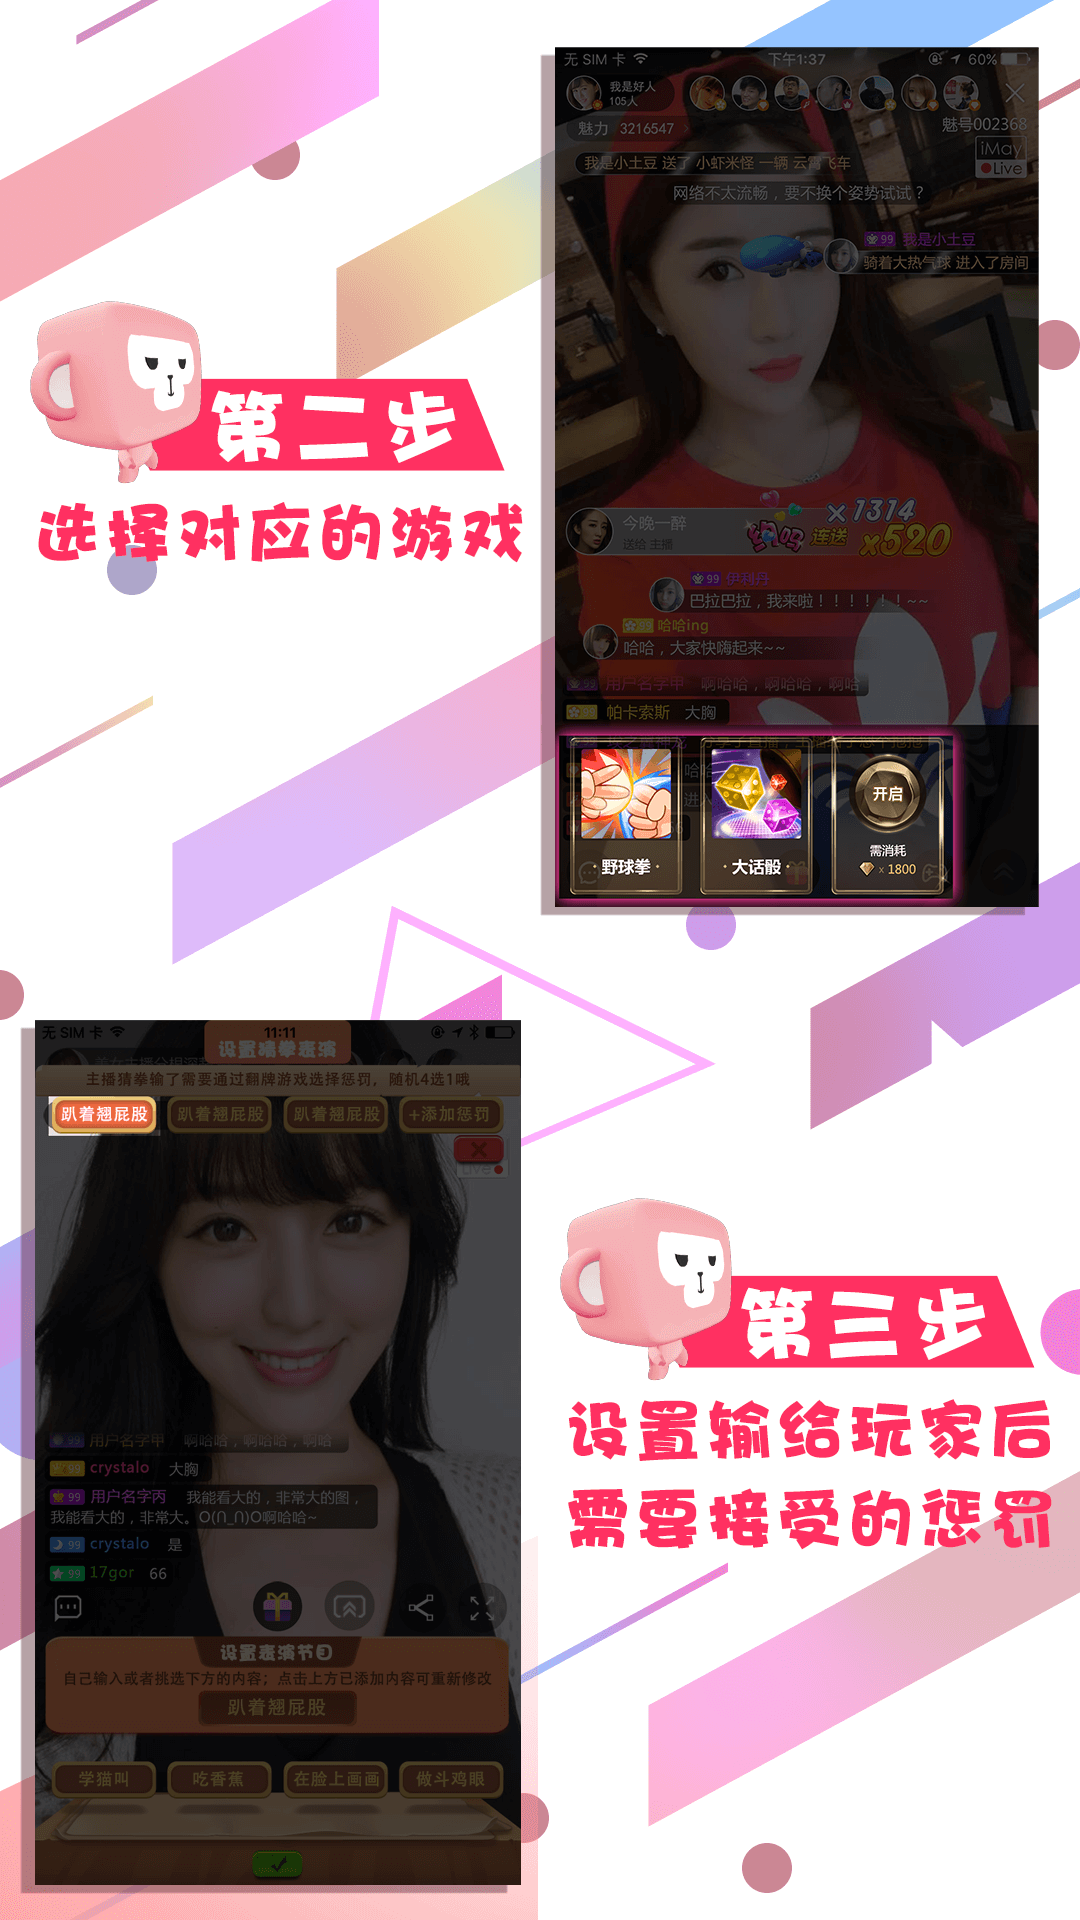 无 SIM 卡
下午1:37
60%
我是好人
105人
魅力 3216547
魅号002368
iMay
Live
我是小土豆 送了 小虾米怪 一辆 云霄飞车
网络不太流畅，要不换个姿势试试？
99 我是小土豆
骑着大热气球 进入了房间
第二步
选择对应的游戏
今晚一醉
送给 主播
连送
x1314
x520
99 伊利丹
巴拉巴拉，我来啦！！！！！！~~
99 哈哈ing
哈哈，大家快嗨起来~~
99 用户名字甲 啊哈哈，啊哈哈，啊哈
99 帕卡索斯 大胸
野球拳
大话骰
开启
需消耗
x 1800
无 SIM 卡
11:11
设置猜拳表演
主播猜拳输了需要通过翻牌游戏选择惩罚，随机4选1哦
趴着翘屁股
趴着翘屁股
趴着翘屁股
+添加惩罚
Live
第三步
设置输给玩家后
需要接受的惩罚
99 用户名字甲 啊哈哈，啊哈哈，啊哈
99 crystalo 大胸
99 用户名字丙 我能看大的，非常大的图，
我能看大的，非常大。O(∩_∩)O啊哈哈~
99 crystalo 是
99 17gor 66
设置表演节目
自己输入或者挑选下方的内容；点击上方已添加内容可重新修改
趴着翘屁股
学猫叫
吃香蕉
在脸上画画
做斗鸡眼